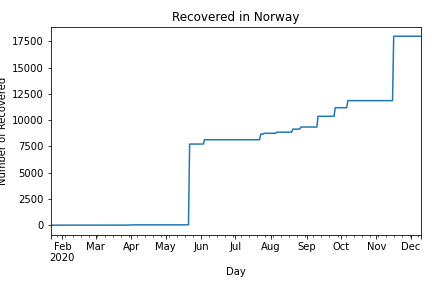 Recovered in Norway
Number of Recovered
17500
15000
12500
10000
7500
5000
2500
0
Feb Mar Apr May Jun Jul Aug Sep Oct Nov Dec
2020
Day